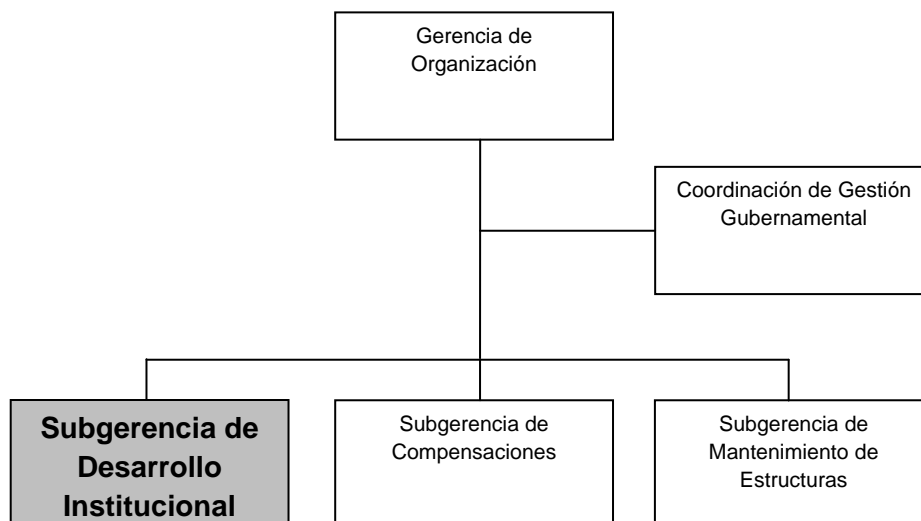 Gerencia de
Organización
Coordinación de Gestión
Gubernamental
Subgerencia de
Desarrollo
Institucional
Subgerencia de
Compensaciones
Subgerencia de
Mantenimiento de
Estructuras